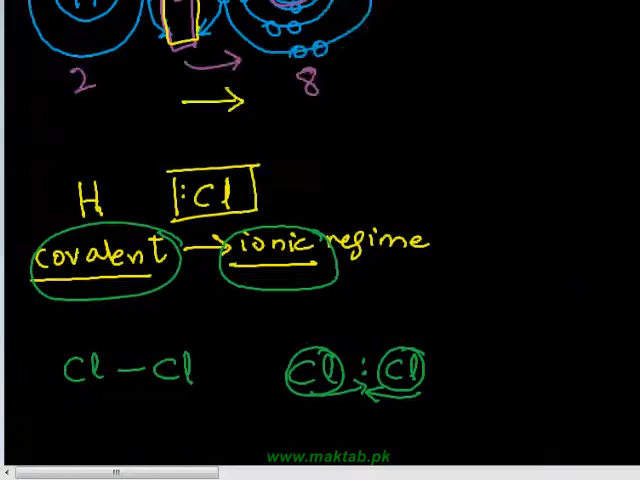 2 8
H :Cl
covalent → ionic regime
Cl — Cl Cl : Cl
www.maktab.pk